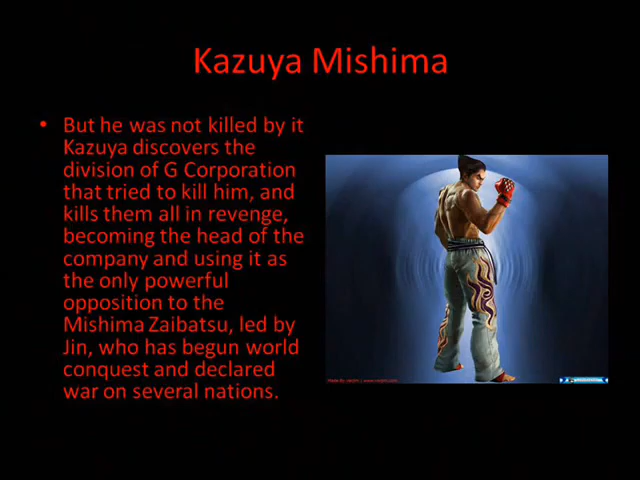 Kazuya Mishima
• But he was not killed by it
Kazuya discovers the
division of G Corporation
that tried to kill him, and
kills them all in revenge,
becoming the head of the
company and using it as
the only powerful
opposition to the
Mishima Zaibatsu, led by
Jin, who has begun world
conquest and declared
war on several nations.